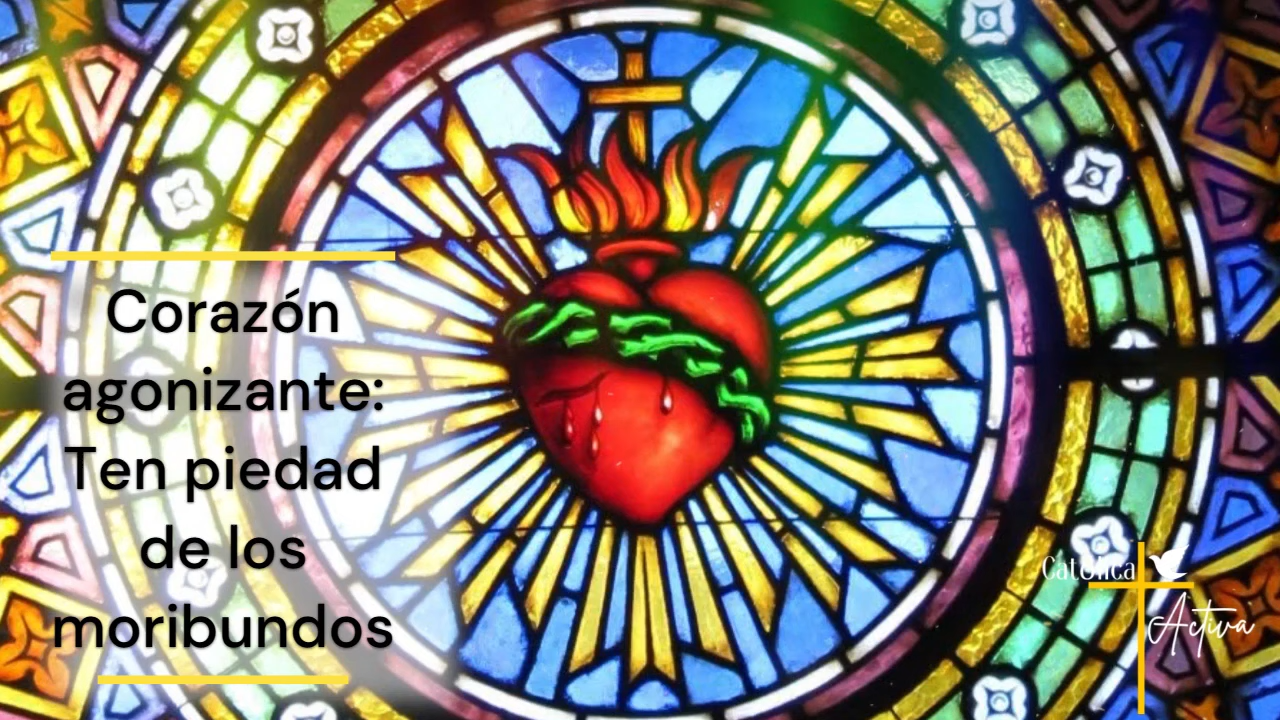 Corazón
agonizante:
Ten piedad
de los
moribundos
Católica
Activa